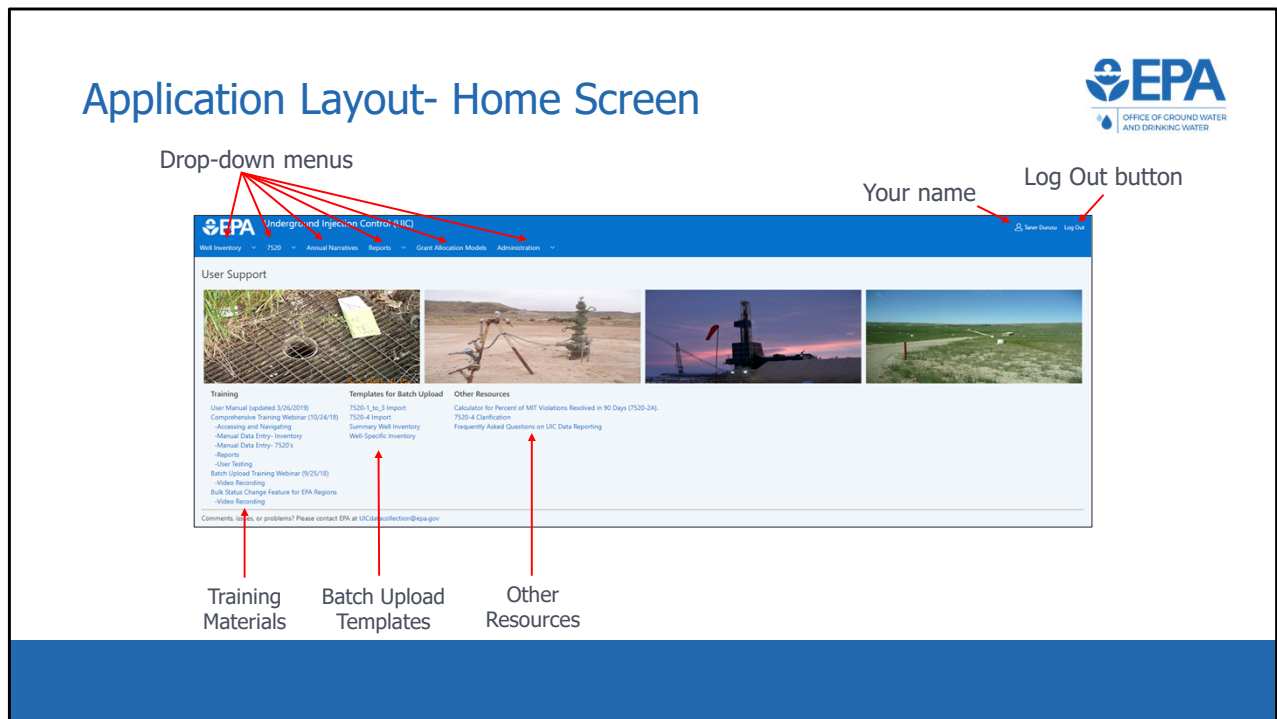 Application Layout- Home Screen
EPA
OFFICE OF GROUND WATER
AND DRINKING WATER
Drop-down menus
Your name
Log Out button
EPA
Underground Injection Control (UIC)
Taner Durusu Log Out
Well Inventory 7520 Annual Narratives Reports Grant Allocation Models Administration
User Support
Training
User Manual (updated 3/26/2019)
Comprehensive Training Webinar (10/24/18)
-Accessing and Navigating
-Manual Data Entry- Inventory
-Manual Data Entry- 7520's
-Reports
-User Testing
Batch Upload Training Webinar (9/25/18)
-Video Recording
Bulk Status Change Feature for EPA Regions
-Video Recording
Templates for Batch Upload
7520-1_to_3 Import
7520-4 Import
Summary Well Inventory
Well-Specific Inventory
Other Resources
Calculator for Percent of MIT Violations Resolved in 90 Days (7520-2A).
7520-4 Clarification
Frequently Asked Questions on UIC Data Reporting
Comments, issues, or problems? Please contact EPA at UICdatacollection@epa.gov
Training
Materials
Batch Upload
Templates
Other
Resources